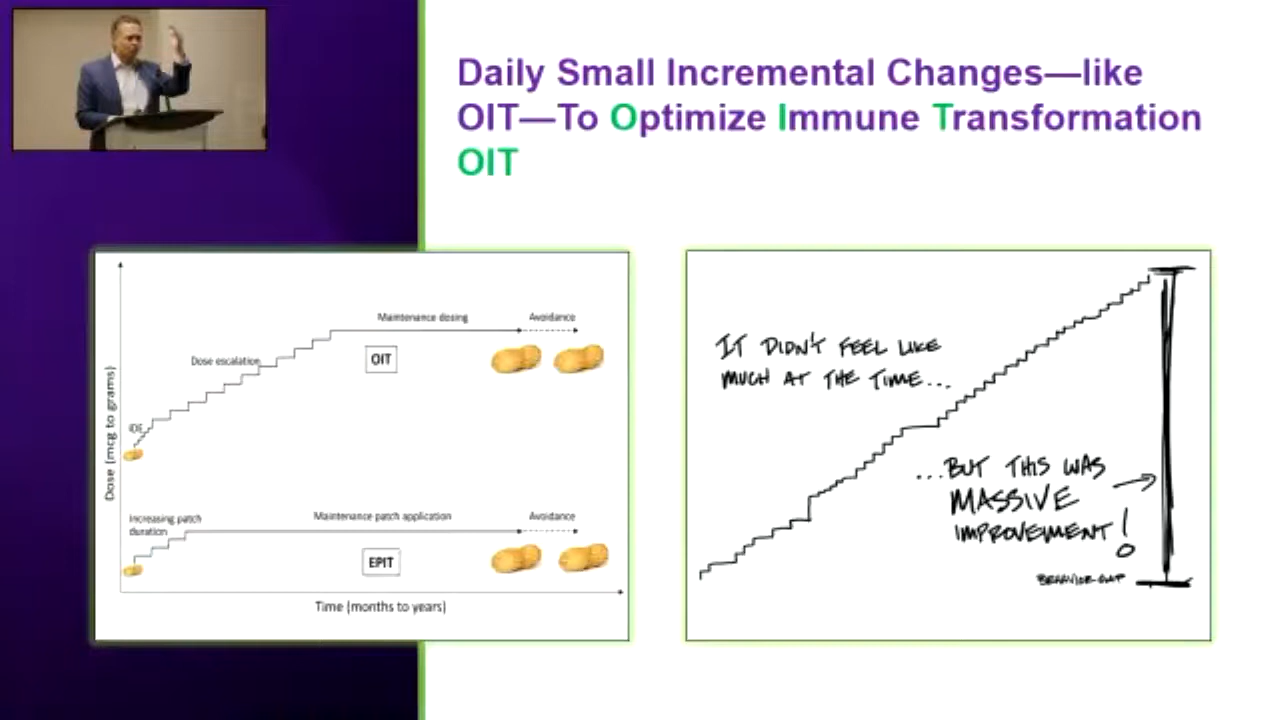 Daily Small Incremental Changes—like
OIT—To Optimize Immune Transformation
OIT
Dose (mcg to grams)
IDE
Dose escalation
Maintenance dosing
Avoidance
OIT
Increasing patch
duration
Maintenance patch application
Avoidance
EPIT
Time (months to years)
IT DIDN'T FEEL LIKE
MUCH AT THE TIME...
...BUT THIS WAS
MASSIVE
IMPROVEMENT!
BEHAVIOR GAP